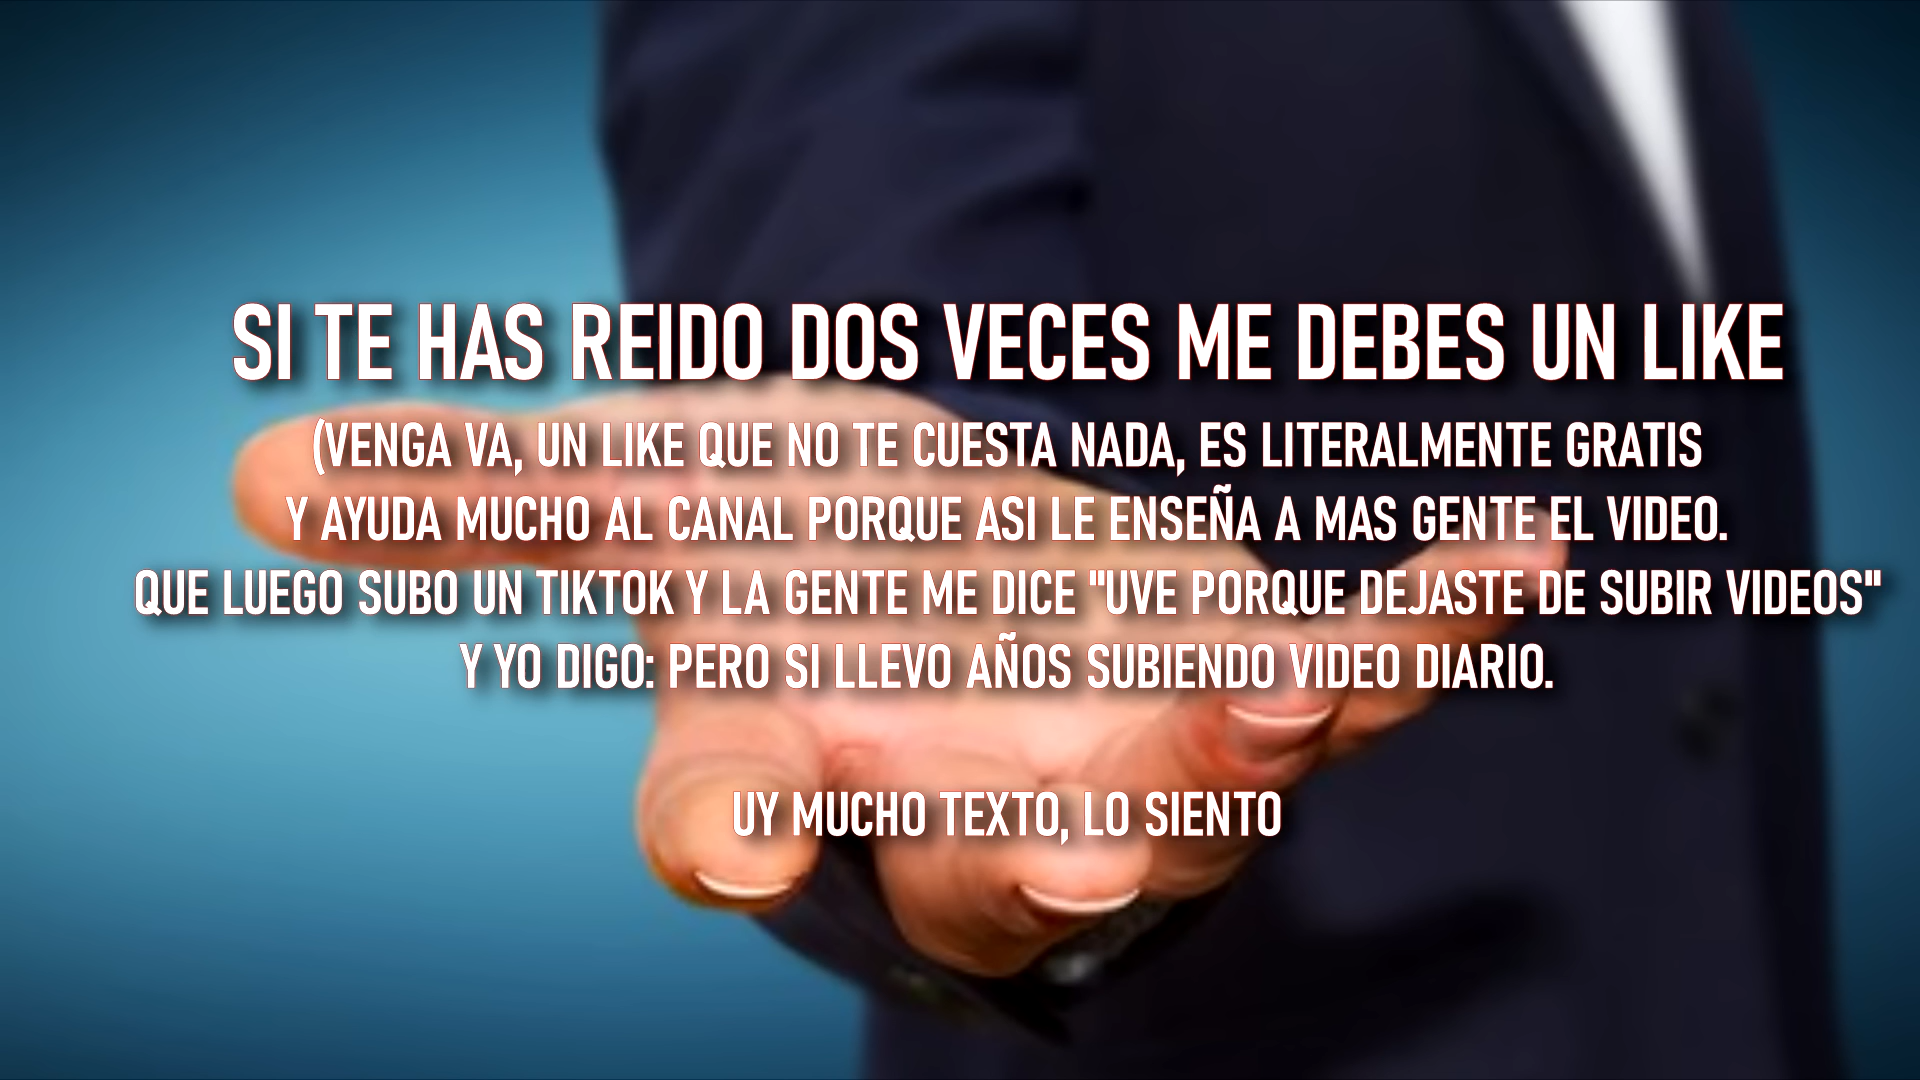 SI TE HAS REIDO DOS VECES ME DEBES UN LIKE
(VENGA VA, UN LIKE QUE NO TE CUESTA NADA, ES LITERALMENTE GRATIS
Y AYUDA MUCHO AL CANAL PORQUE ASI LE ENSEÑA A MAS GENTE EL VIDEO.
QUE LUEGO SUBO UN TIKTOK Y LA GENTE ME DICE "UVE PORQUE DEJASTE DE SUBIR VIDEOS"
Y YO DIGO: PERO SI LLEVO AÑOS SUBIENDO VIDEO DIARIO.
UY MUCHO TEXTO, LO SIENTO